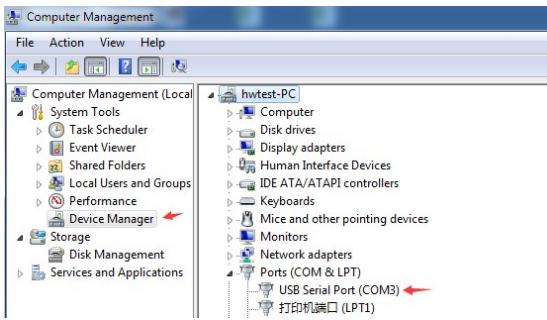 Computer Management
File Action View Help
Computer Management (Local
System Tools
Task Scheduler
Event Viewer
Shared Folders
Local Users and Groups
Performance
Device Manager
Storage
Disk Management
Services and Applications
hwtest-PC
Computer
Disk drives
Display adapters
Human Interface Devices
IDE ATA/ATAPI controllers
Keyboards
Mice and other pointing devices
Monitors
Network adapters
Ports (COM & LPT)
USB Serial Port (COM3)
打印机端口 (LPT1)